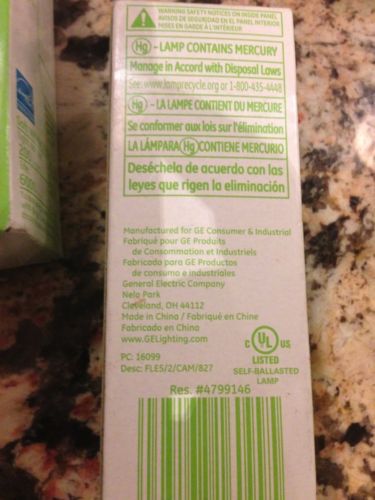 WARNING SAFETY NOTICES ON INSIDE PANEL
AVISOS DE SEGURIDAD EN EL PANEL INTERIOR
MISES EN GARDE À L'INTÉRIEUR
Hg - LAMP CONTAINS MERCURY
Manage in Accord with Disposal Laws
See: www.lamprecycle.org or 1-800-435-4448
Hg - LA LAMPE CONTIENT DU MERCURE
Se conformer aux lois sur l'élimination
LA LÁMPARA Hg CONTIENE MERCURIO
Deséchela de acuerdo con las
leyes que rigen la eliminación
Manufactured for GE Consumer & Industrial
Fabriqué pour GE Produits
de Consommation et Industriels
Fabricado para GE Productos
de consumo e industriales
General Electric Company
Nela Park
Cleveland, OH 44112
Made in China / Fabriqué en Chine
Fabricado en China
www.GELighting.com
PC: 16099
Desc: FLE5/2/CAM/827
C UL US
LISTED
SELF-BALLASTED
LAMP
Res. #4799146